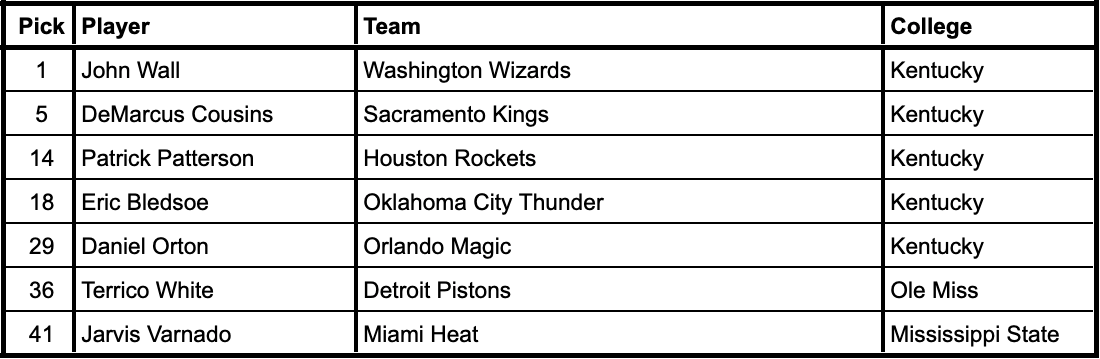 Pick Player Team College
1 John Wall Washington Wizards Kentucky
5 DeMarcus Cousins Sacramento Kings Kentucky
14 Patrick Patterson Houston Rockets Kentucky
18 Eric Bledsoe Oklahoma City Thunder Kentucky
29 Daniel Orton Orlando Magic Kentucky
36 Terrico White Detroit Pistons Ole Miss
41 Jarvis Varnado Miami Heat Mississippi State